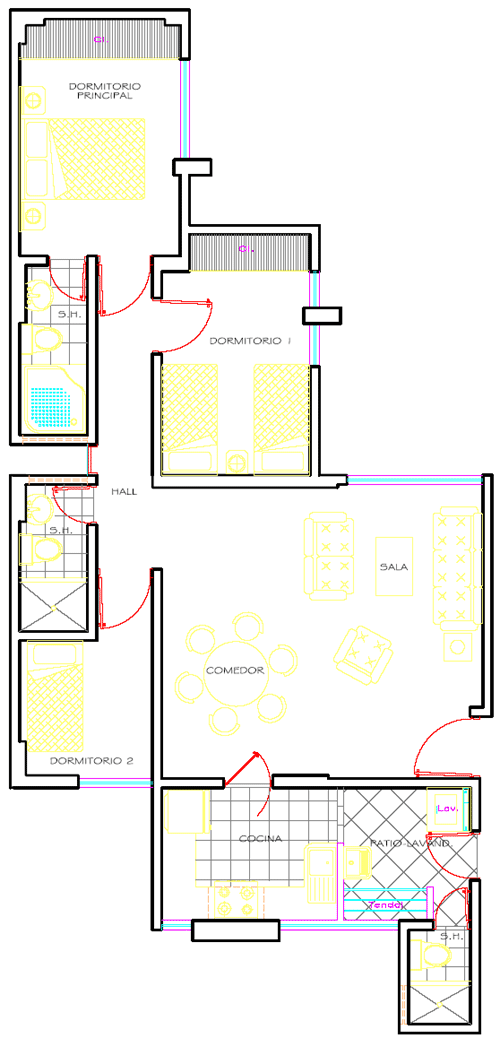 Cl.
DORMITORIO
PRINCIPAL
Cl.
S.H.
DORMITORIO 1
HALL
S.H.
SALA
COMEDOR
DORMITORIO 2
Lav.
COCINA
PATIO-LAVAND.
Tendal
S.H.